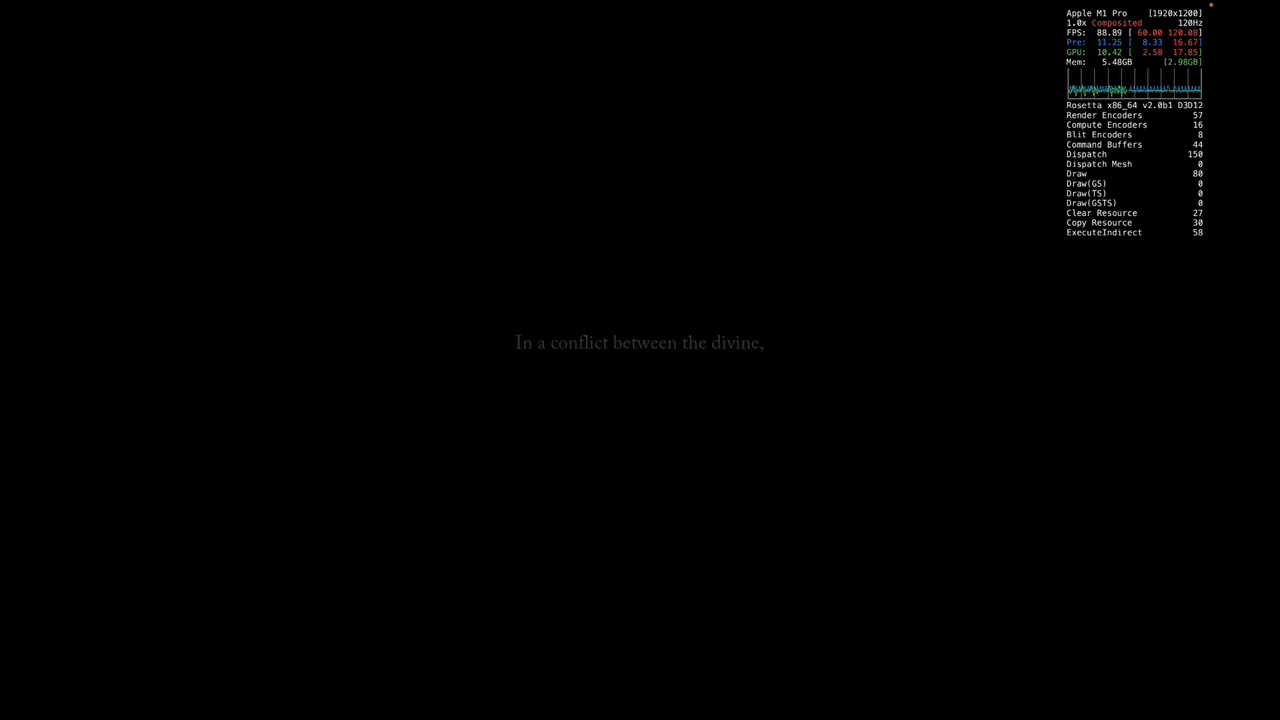 Apple M1 Pro [1920x1200]
1.0x Composited 120Hz
FPS: 88.89 [ 60.00 120.08]
Pre: 11.25 [ 8.33 16.67]
GPU: 10.42 [ 2.58 17.85]
Mem: 5.48GB [2.98GB]
Rosetta x86_64 v2.0b1 D3D12
Render Encoders 57
Compute Encoders 16
Blit Encoders 8
Command Buffers 44
Dispatch 150
Dispatch Mesh 0
Draw 80
Draw(GS) 0
Draw(TS) 0
Draw(GSTS) 0
Clear Resource 27
Copy Resource 30
ExecuteIndirect 58
In a conflict between the divine,